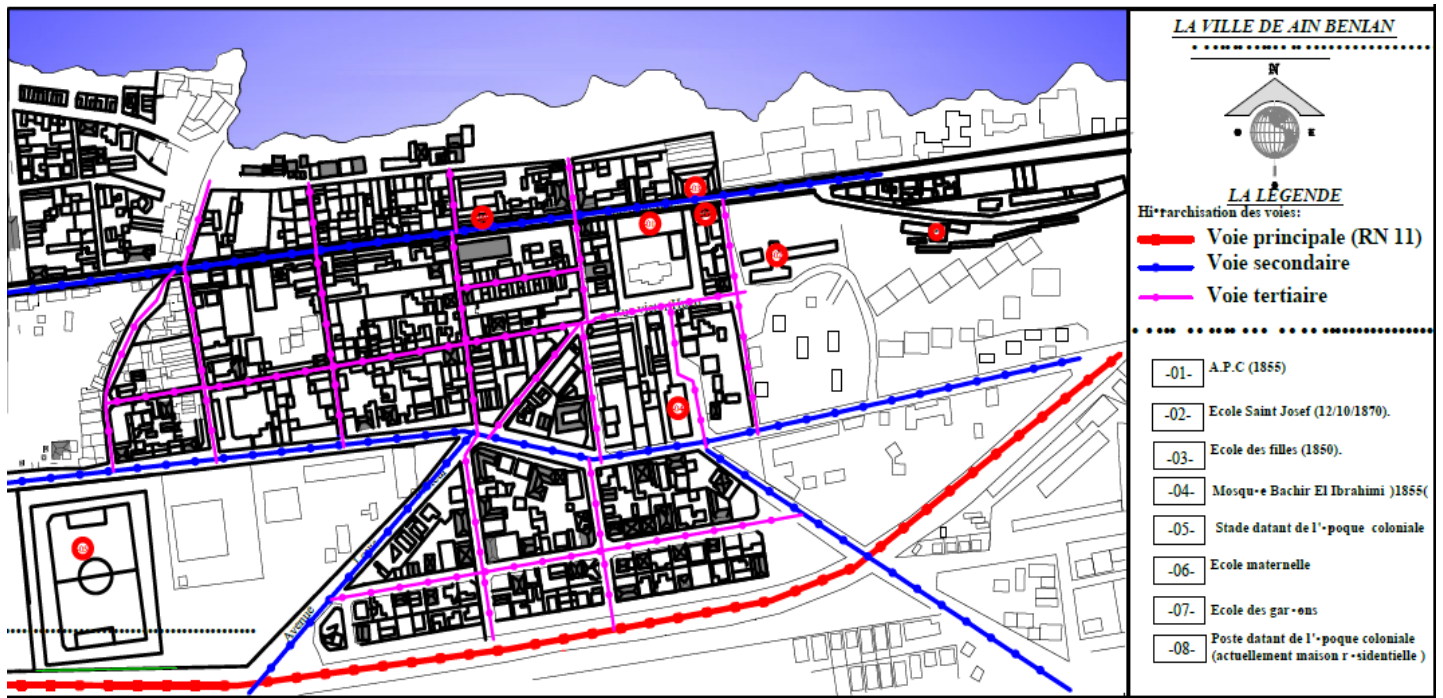 LA VILLE DE AIN BENIAN
N
LA LÉGENDE
Hi•rarchisation des voies:
Voie principale (RN 11)
Voie secondaire
Voie tertiaire
-01- A.P.C (1855)
-02- Ecole Saint Josef (12/10/1870).
-03- Ecole des filles (1850).
-04- Mosqu•e Bachir El Ibrahimi )1855(
-05- Stade datant de l'•poque coloniale
-06- Ecole maternelle
-07- Ecole des gar•ons
-08- Poste datant de l'•poque coloniale
(actuellement maison r•sidentielle )
Avenue